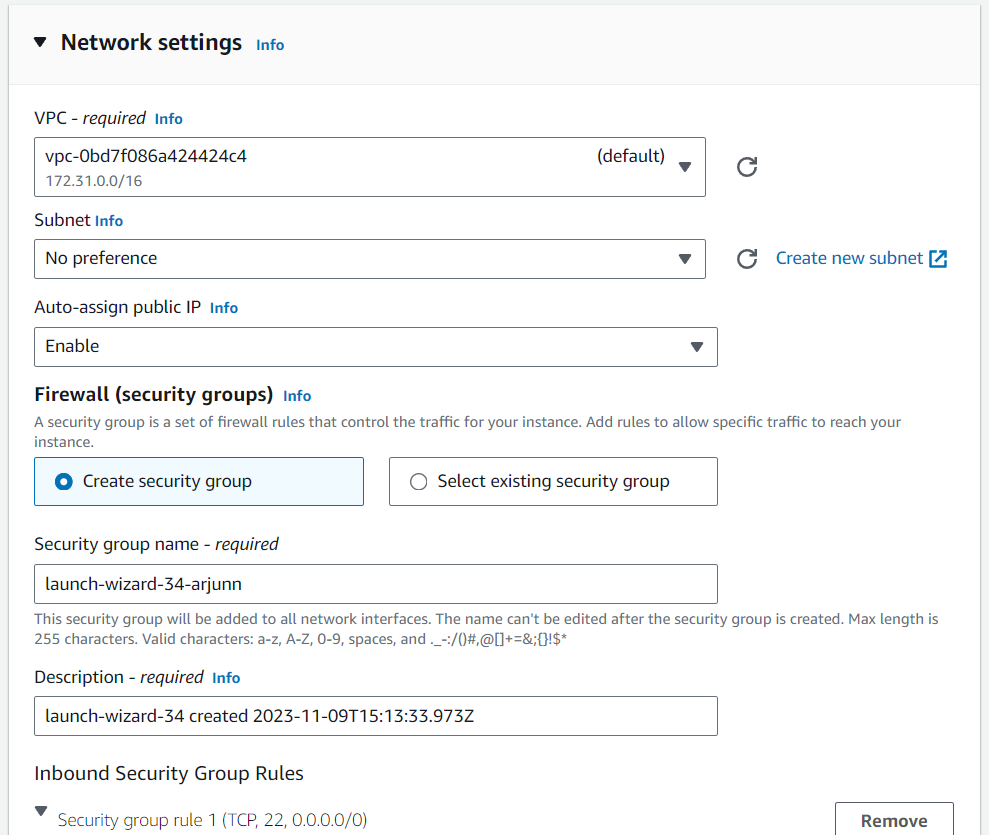 Network settings Info
VPC - required Info
vpc-0bd7f086a424424c4 (default)
172.31.0.0/16
Subnet Info
No preference
Create new subnet
Auto-assign public IP Info
Enable
Firewall (security groups) Info
A security group is a set of firewall rules that control the traffic for your instance. Add rules to allow specific traffic to reach your
instance.
Create security group
Select existing security group
Security group name - required
launch-wizard-34-arjunn
This security group will be added to all network interfaces. The name can't be edited after the security group is created. Max length is
255 characters. Valid characters: a-z, A-Z, 0-9, spaces, and ._-:/()#,@[]+=&;{}!$*
Description - required Info
launch-wizard-34 created 2023-11-09T15:13:33.973Z
Inbound Security Group Rules
Security group rule 1 (TCP, 22, 0.0.0.0/0)
Remove